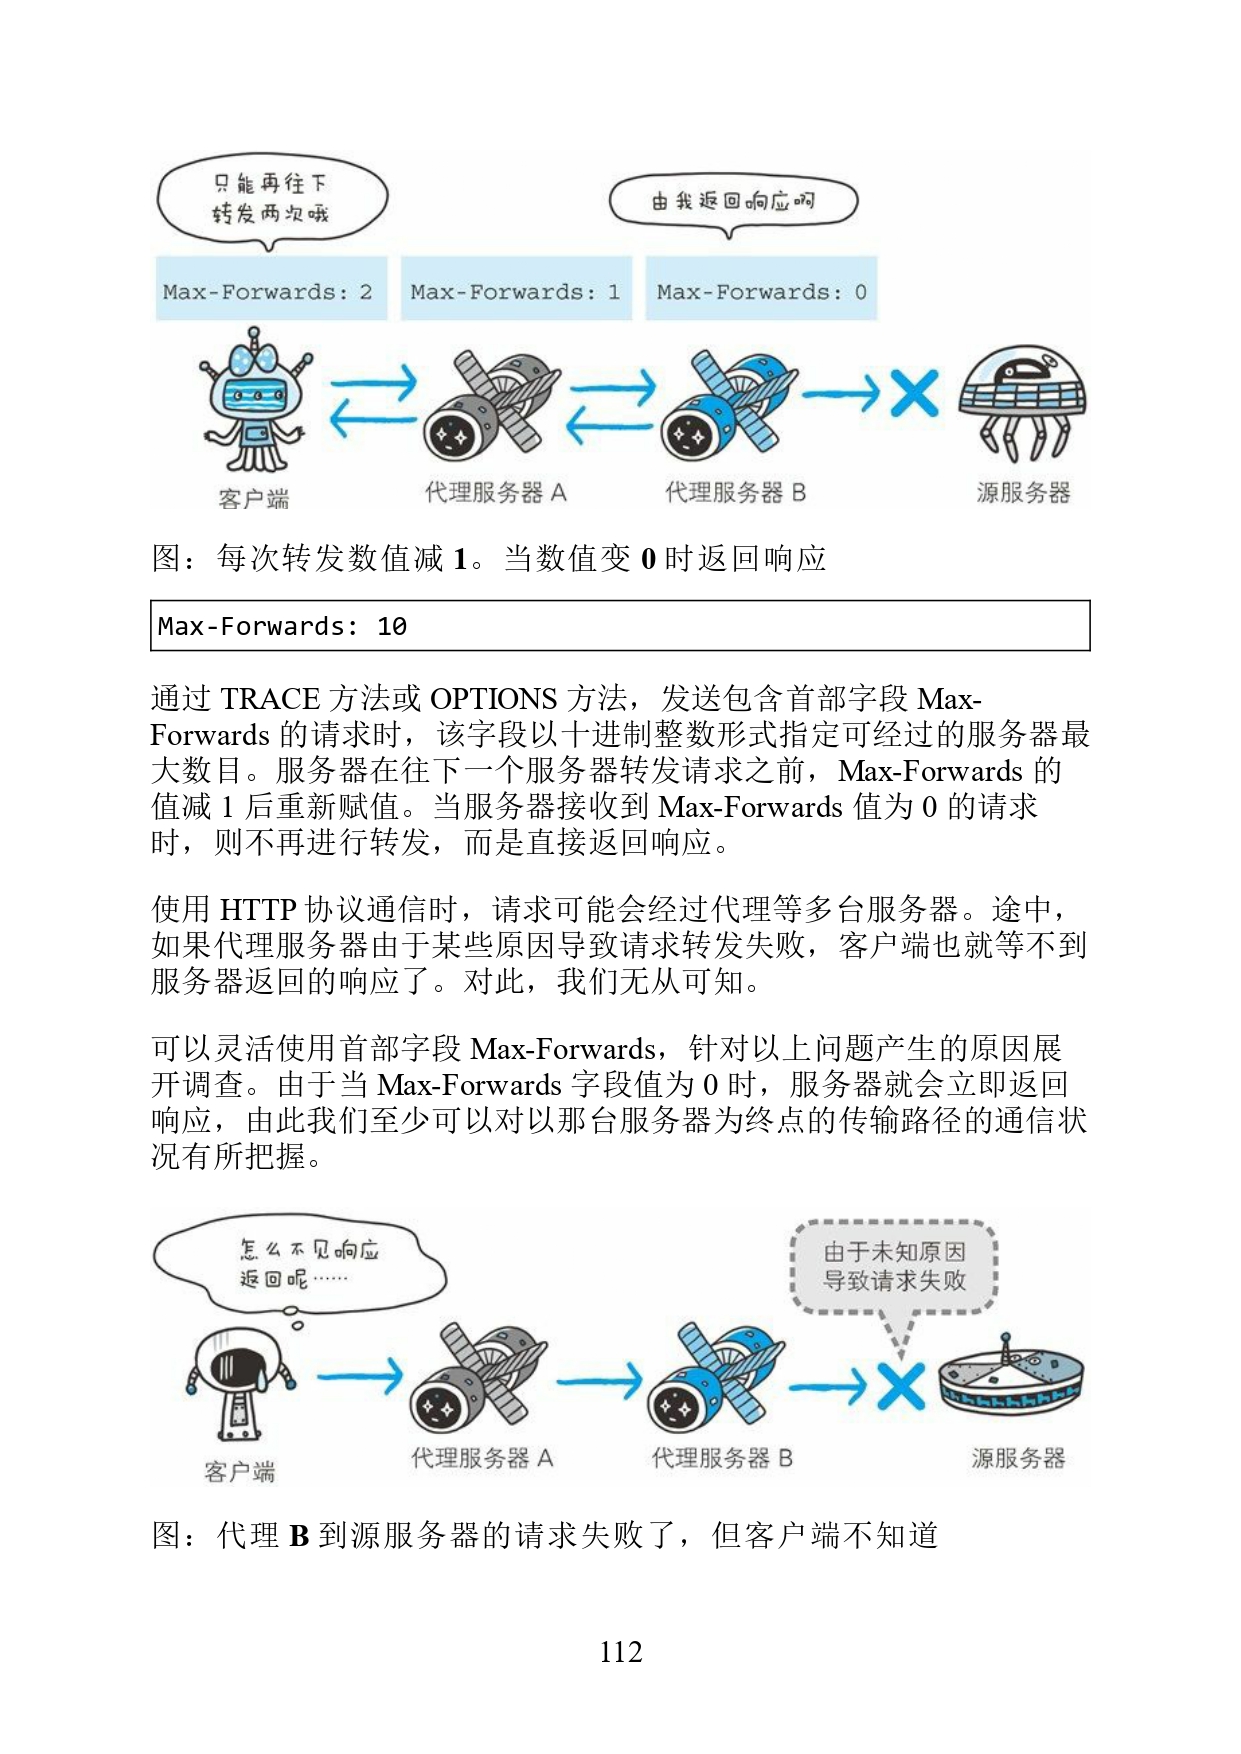 只能再往下
转发两次哦
由我返回响应啊
Max-Forwards: 2
Max-Forwards: 1
Max-Forwards: 0
客户端
代理服务器 A
代理服务器 B
源服务器
图：每次转发数值减 1。当数值变 0 时返回响应
Max-Forwards: 10
通过 TRACE 方法或 OPTIONS 方法，发送包含首部字段 Max-
Forwards 的请求时，该字段以十进制整数形式指定可经过的服务器最
大数目。服务器在往下一个服务器转发请求之前，Max-Forwards 的
值减 1 后重新赋值。当服务器接收到 Max-Forwards 值为 0 的请求
时，则不再进行转发，而是直接返回响应。
使用 HTTP 协议通信时，请求可能会经过代理等多台服务器。途中，
如果代理服务器由于某些原因导致请求转发失败，客户端也就等不到
服务器返回的响应了。对此，我们无从可知。
可以灵活使用首部字段 Max-Forwards，针对以上问题产生的原因展
开调查。由于当 Max-Forwards 字段值为 0 时，服务器就会立即返回
响应，由此我们至少可以对以那台服务器为终点的传输路径的通信状
况有所把握。
怎么不见响应
返回呢……
由于未知原因
导致请求失败
客户端
代理服务器 A
代理服务器 B
源服务器
图：代理 B 到源服务器的请求失败了，但客户端不知道
112